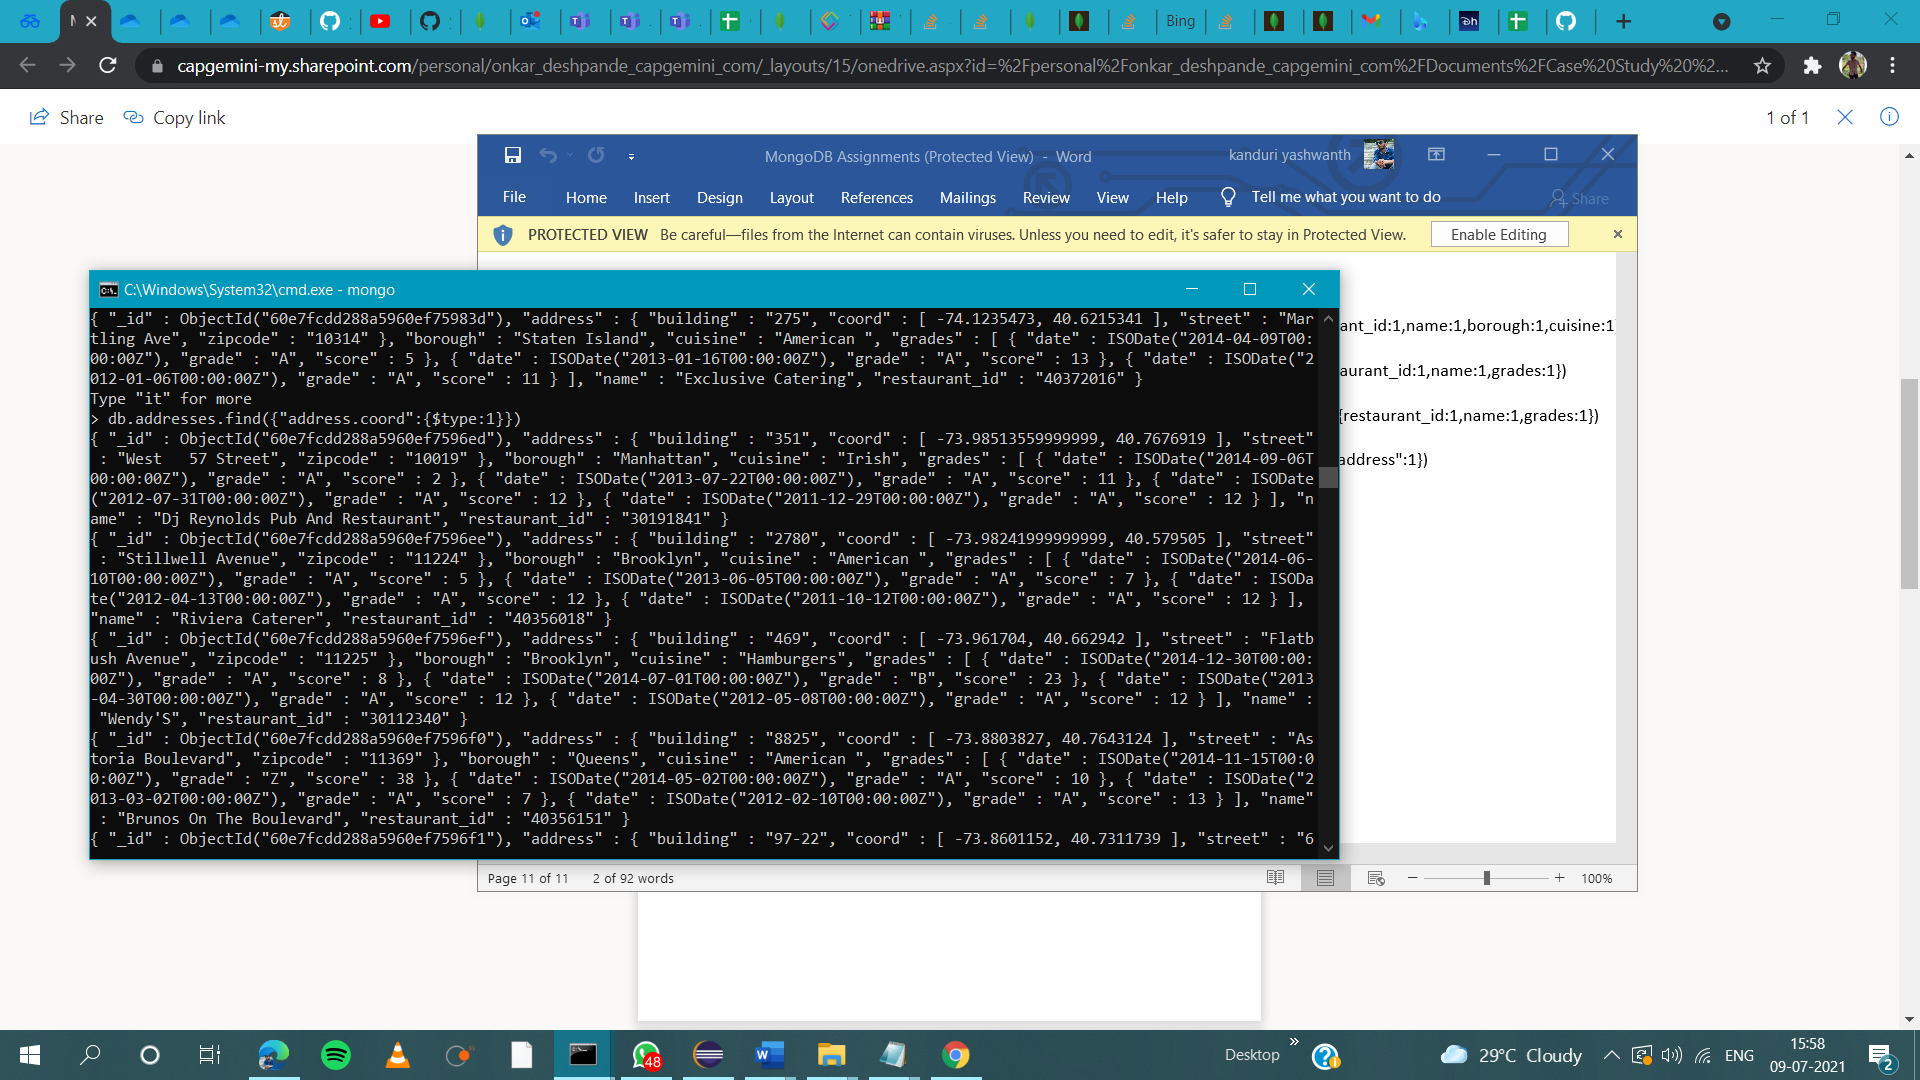 Bing
Dh
capgemini-my.sharepoint.com/personal/onkar_deshpande_capgemini_com/_layouts/15/onedrive.aspx?id=%2Fpersonal%2Fonkar_deshpande_capgemini_com%2FDocuments%2FCase%20Study%20%2...
Share
Copy link
1 of 1
MongoDB Assignments (Protected View) - Word
kanduri yashwanth
File
Home
Insert
Design
Layout
References
Mailings
Review
View
Help
Tell me what you want to do
Share
PROTECTED VIEW Be careful—files from the Internet can contain viruses. Unless you need to edit, it's safer to stay in Protected View.
Enable Editing
C:\Windows\System32\cmd.exe - mongo
{ "_id" : ObjectId("60e7fcdd288a5960ef75983d"), "address" : { "building" : "275", "coord" : [ -74.1235473, 40.6215341 ], "street" : "Mar
tling Ave", "zipcode" : "10314" }, "borough" : "Staten Island", "cuisine" : "American ", "grades" : [ { "date" : ISODate("2014-04-09T00:
00:00Z"), "grade" : "A", "score" : 5 }, { "date" : ISODate("2013-01-16T00:00:00Z"), "grade" : "A", "score" : 13 }, { "date" : ISODate("2
012-01-06T00:00:00Z"), "grade" : "A", "score" : 11 } ], "name" : "Exclusive Catering", "restaurant_id" : "40372016" }
Type "it" for more
> db.addresses.find({"address.coord":{$type:1}})
{ "_id" : ObjectId("60e7fcdd288a5960ef7596ed"), "address" : { "building" : "351", "coord" : [ -73.98513559999999, 40.7676919 ], "street"
 : "West   57 Street", "zipcode" : "10019" }, "borough" : "Manhattan", "cuisine" : "Irish", "grades" : [ { "date" : ISODate("2014-09-06T
00:00:00Z"), "grade" : "A", "score" : 2 }, { "date" : ISODate("2013-07-22T00:00:00Z"), "grade" : "A", "score" : 11 }, { "date" : ISODate
("2012-07-31T00:00:00Z"), "grade" : "A", "score" : 12 }, { "date" : ISODate("2011-12-29T00:00:00Z"), "grade" : "A", "score" : 12 } ], "n
ame" : "Dj Reynolds Pub And Restaurant", "restaurant_id" : "30191841" }
{ "_id" : ObjectId("60e7fcdd288a5960ef7596ee"), "address" : { "building" : "2780", "coord" : [ -73.98241999999999, 40.579505 ], "street"
 : "Stillwell Avenue", "zipcode" : "11224" }, "borough" : "Brooklyn", "cuisine" : "American ", "grades" : [ { "date" : ISODate("2014-06-
10T00:00:00Z"), "grade" : "A", "score" : 5 }, { "date" : ISODate("2013-06-05T00:00:00Z"), "grade" : "A", "score" : 7 }, { "date" : ISODa
te("2012-04-13T00:00:00Z"), "grade" : "A", "score" : 12 }, { "date" : ISODate("2011-10-12T00:00:00Z"), "grade" : "A", "score" : 12 } ],
"name" : "Riviera Caterer", "restaurant_id" : "40356018" }
{ "_id" : ObjectId("60e7fcdd288a5960ef7596ef"), "address" : { "building" : "469", "coord" : [ -73.961704, 40.662942 ], "street" : "Flatb
ush Avenue", "zipcode" : "11225" }, "borough" : "Brooklyn", "cuisine" : "Hamburgers", "grades" : [ { "date" : ISODate("2014-12-30T00:00:
00Z"), "grade" : "A", "score" : 8 }, { "date" : ISODate("2014-07-01T00:00:00Z"), "grade" : "B", "score" : 23 }, { "date" : ISODate("2013
-04-30T00:00:00Z"), "grade" : "A", "score" : 12 }, { "date" : ISODate("2012-05-08T00:00:00Z"), "grade" : "A", "score" : 12 } ], "name" :
 "Wendy'S", "restaurant_id" : "30112340" }
{ "_id" : ObjectId("60e7fcdd288a5960ef7596f0"), "address" : { "building" : "8825", "coord" : [ -73.8803827, 40.7643124 ], "street" : "As
toria Boulevard", "zipcode" : "11369" }, "borough" : "Queens", "cuisine" : "American ", "grades" : [ { "date" : ISODate("2014-11-15T00:0
0:00Z"), "grade" : "Z", "score" : 38 }, { "date" : ISODate("2014-05-02T00:00:00Z"), "grade" : "A", "score" : 10 }, { "date" : ISODate("2
013-03-02T00:00:00Z"), "grade" : "A", "score" : 7 }, { "date" : ISODate("2012-02-10T00:00:00Z"), "grade" : "A", "score" : 13 } ], "name"
 : "Brunos On The Boulevard", "restaurant_id" : "40356151" }
{ "_id" : ObjectId("60e7fcdd288a5960ef7596f1"), "address" : { "building" : "97-22", "coord" : [ -73.8601152, 40.7311739 ], "street" : "6
rant_id:1,name:1,borough:1,cuisine:1
aurant_id:1,name:1,grades:1})
{restaurant_id:1,name:1,grades:1})
address":1})
Page 11 of 11
2 of 92 words
100%
48
Desktop
29°C Cloudy
ENG
15:58
09-07-2021
2